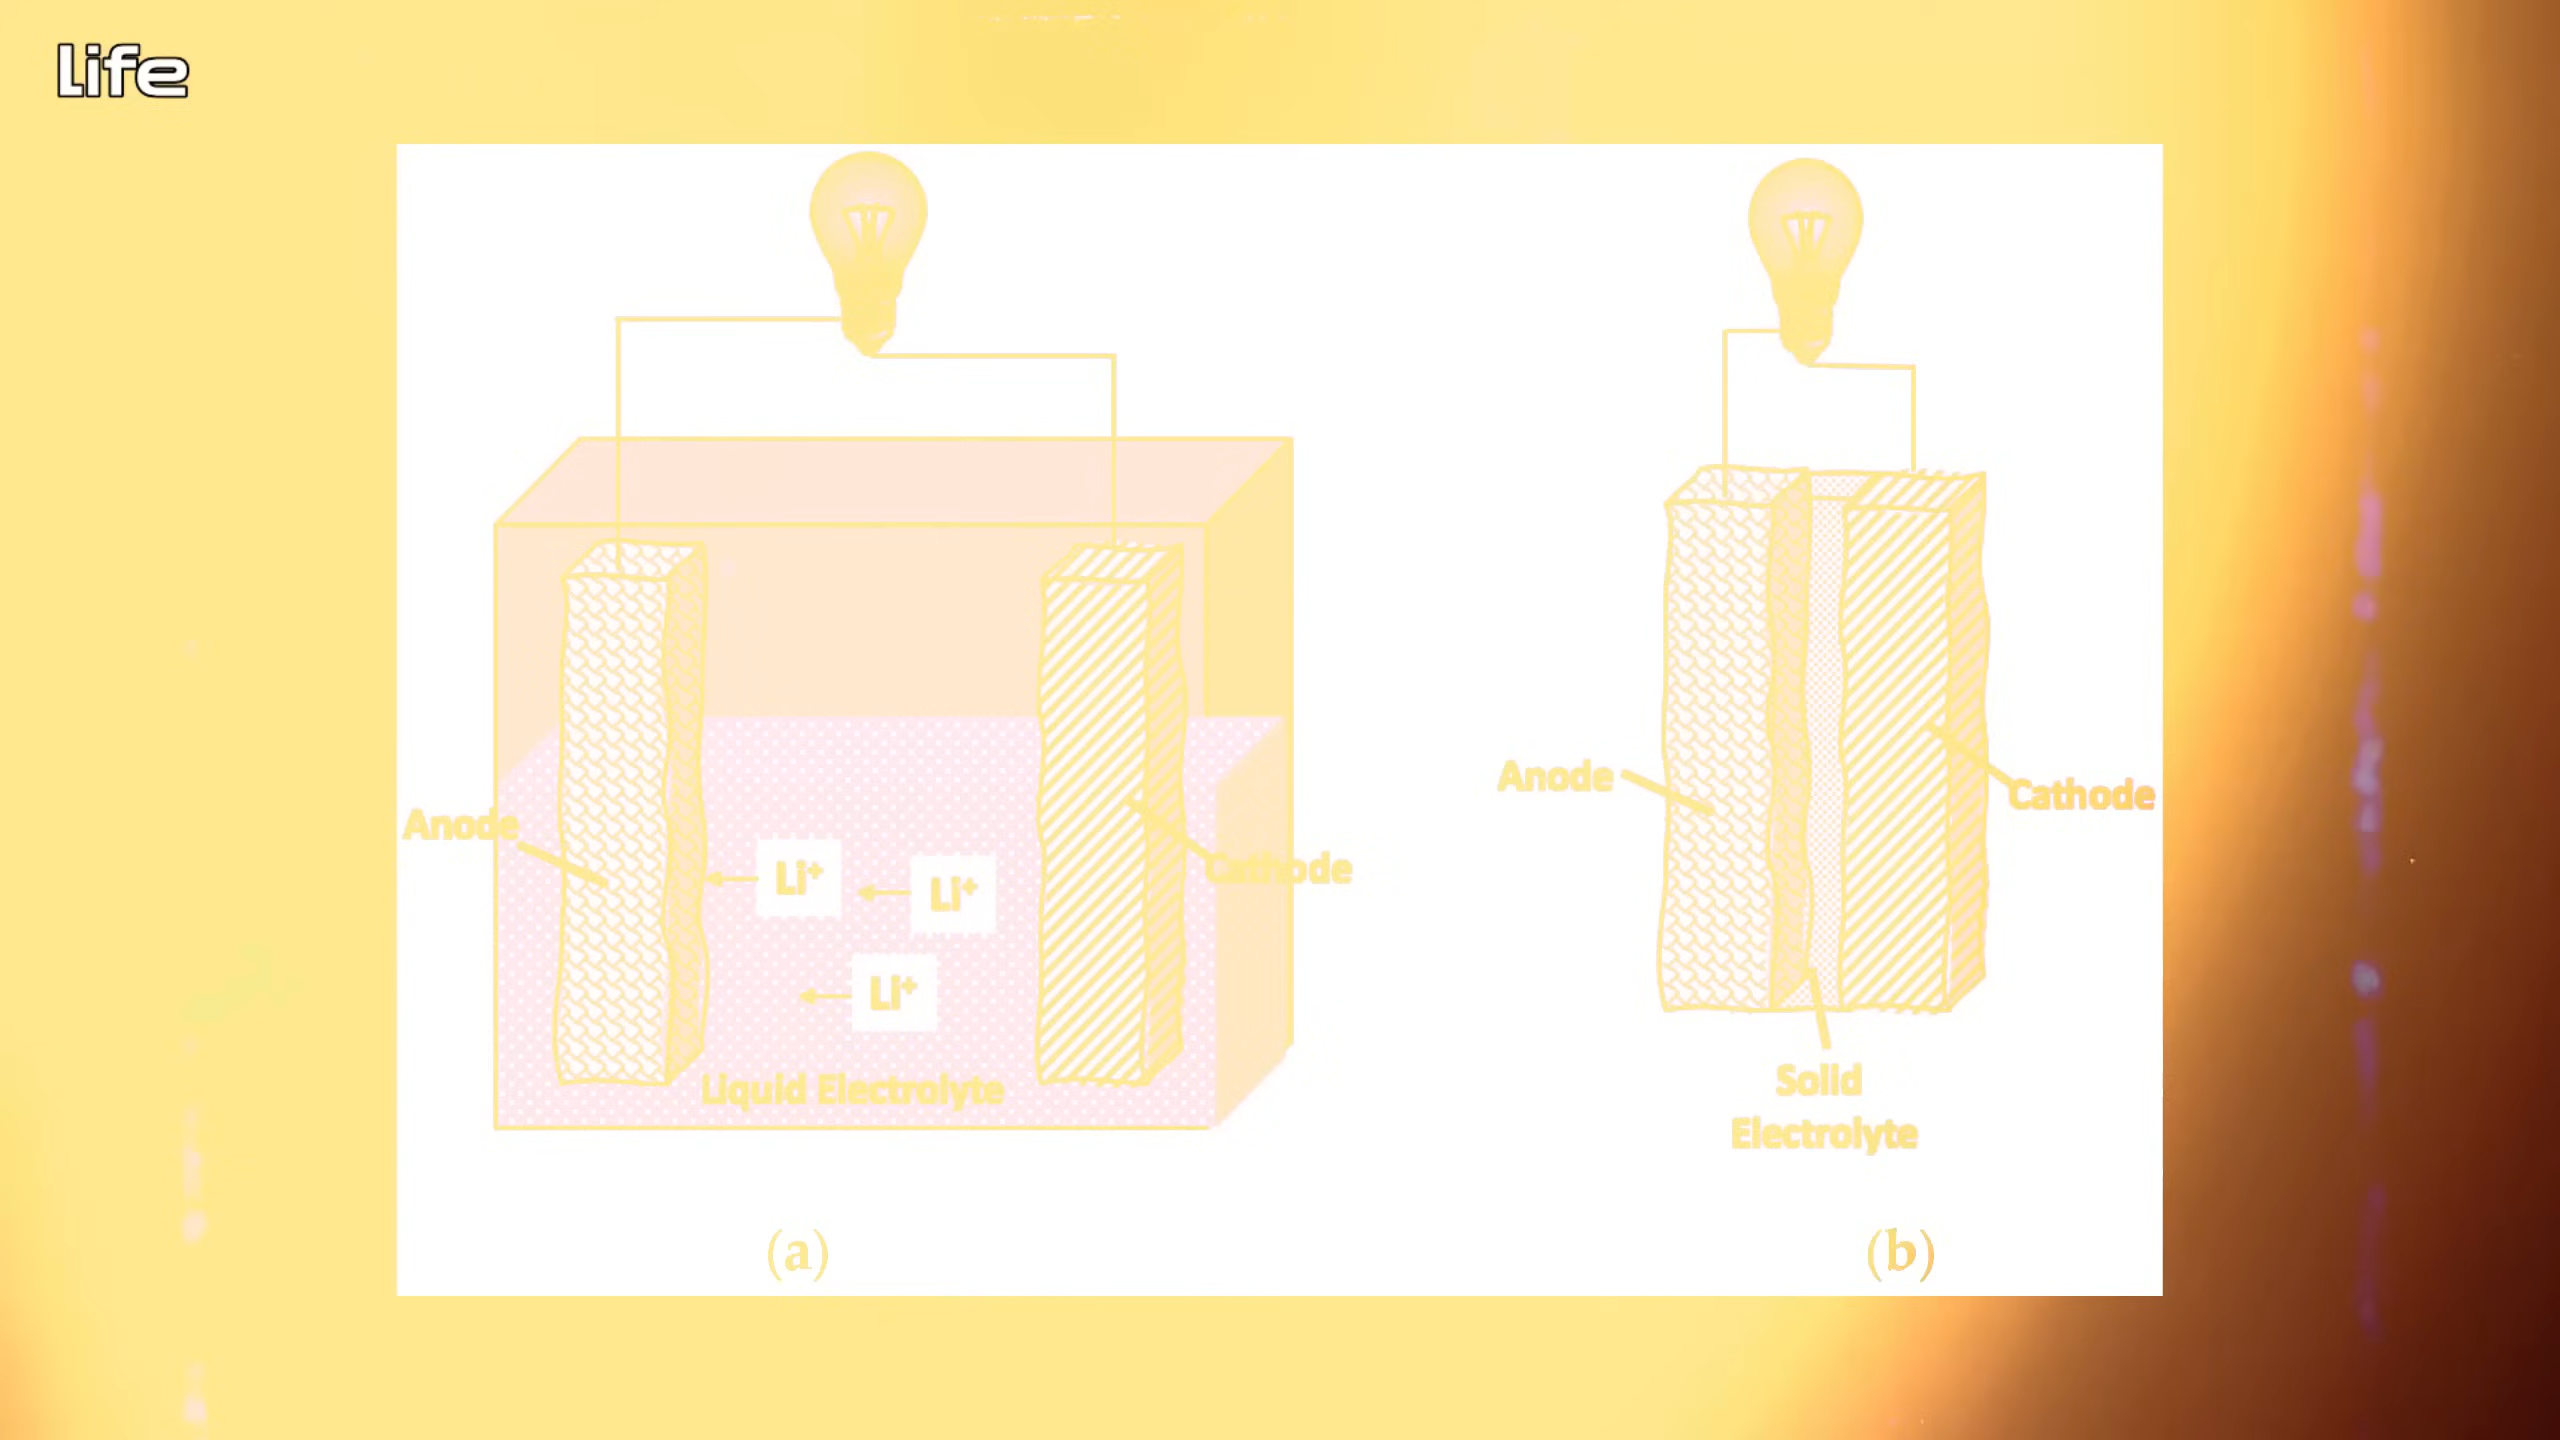 life
Anode
Cathode
Li⁺
Li⁺
Li⁺
Liquid Electrolyte
(a)
Anode
Cathode
Solid
Electrolyte
(b)